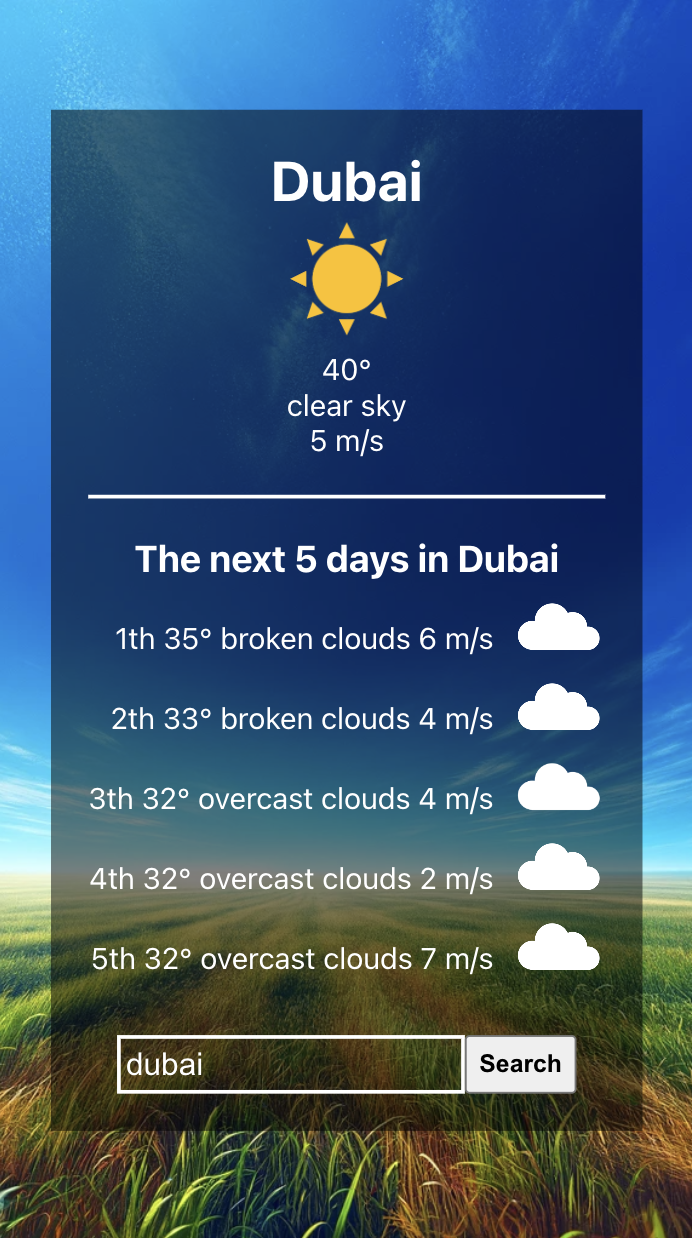 Dubai
40°
clear sky
5 m/s
The next 5 days in Dubai
1th 35° broken clouds 6 m/s
2th 33° broken clouds 4 m/s
3th 32° overcast clouds 4 m/s
4th 32° overcast clouds 2 m/s
5th 32° overcast clouds 7 m/s
dubai Search